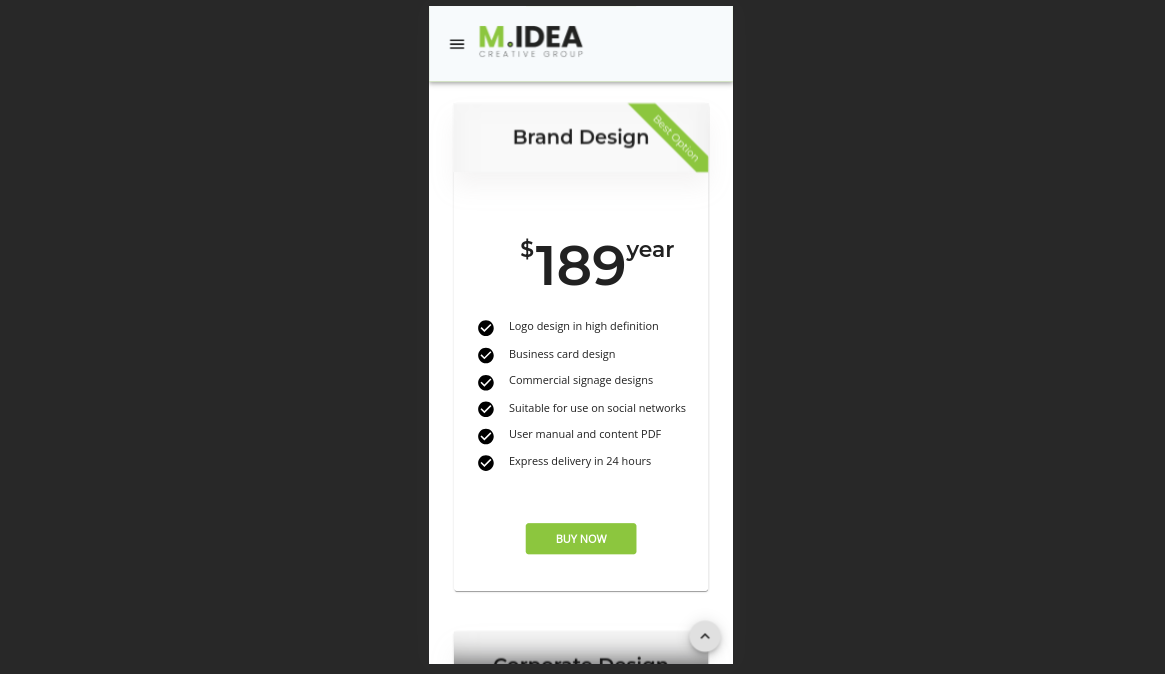 M.IDEA
CREATIVE GROUP
Brand Design
Best Option
$189 year
Logo design in high definition
Business card design
Commercial signage designs
Suitable for use on social networks
User manual and content PDF
Express delivery in 24 hours
BUY NOW
Corporate Design